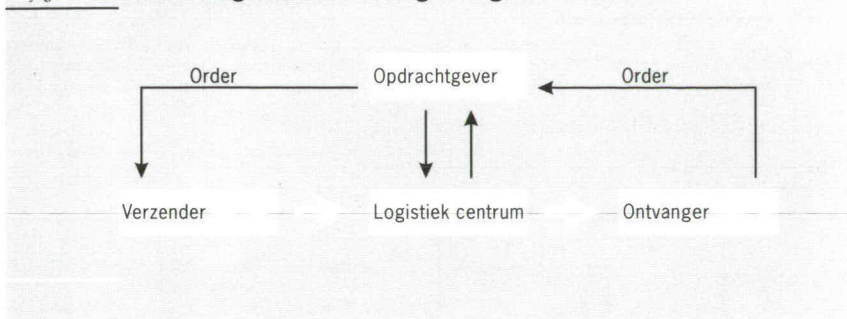 Order
Opdrachtgever
Order
Verzender
Logistiek centrum
Ontvanger